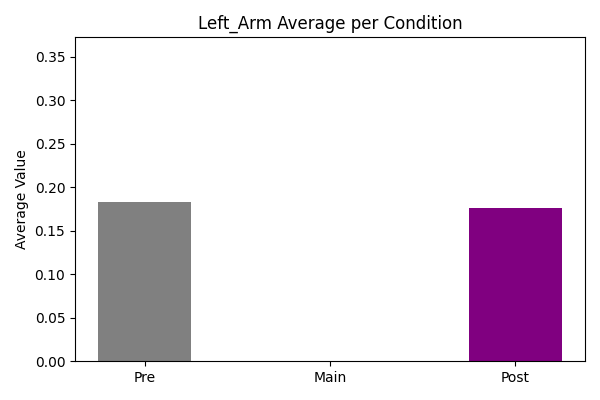 Left_Arm Average per Condition
Average Value
0.35
0.30
0.25
0.20
0.15
0.10
0.05
0.00
Pre
Main
Post